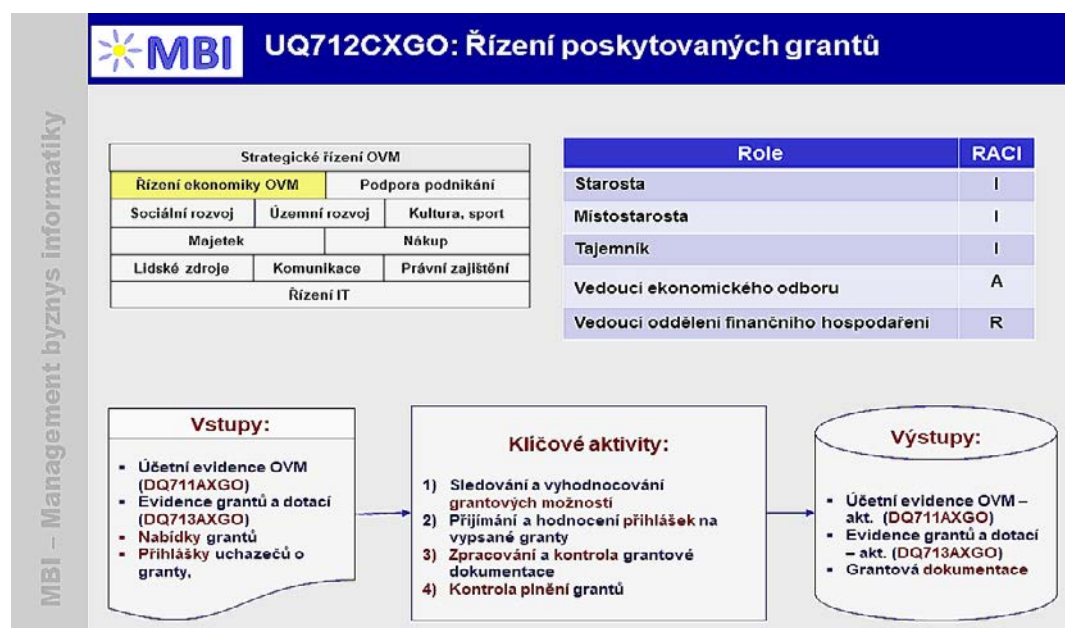 MBI
UQ712CXGO: Řízení poskytovaných grantů
MBI – Management byznys informatiky
Strategické řízení OVM
Řízení ekonomiky OVM
Podpora podnikání
Sociální rozvoj
Územní rozvoj
Kultura, sport
Majetek
Nákup
Lidské zdroje
Komunikace
Právní zajištění
Řízení IT
Role RACI
Starosta I
Místostarosta I
Tajemník I
Vedoucí ekonomického odboru A
Vedoucí oddělení finančního hospodaření R
Vstupy:
▪ Účetní evidence OVM
(DQ711AXGO)
▪ Evidence grantů a dotací
(DQ713AXGO)
▪ Nabídky grantů
▪ Přihlášky uchazečů o
granty,
Klíčové aktivity:
1) Sledování a vyhodnocování
grantových možností
2) Přijímání a hodnocení přihlášek na
vypsané granty
3) Zpracování a kontrola grantové
dokumentace
4) Kontrola plnění grantů
Výstupy:
▪ Účetní evidence OVM –
akt. (DQ711AXGO)
▪ Evidence grantů a dotací
– akt. (DQ713AXGO)
▪ Grantová dokumentace